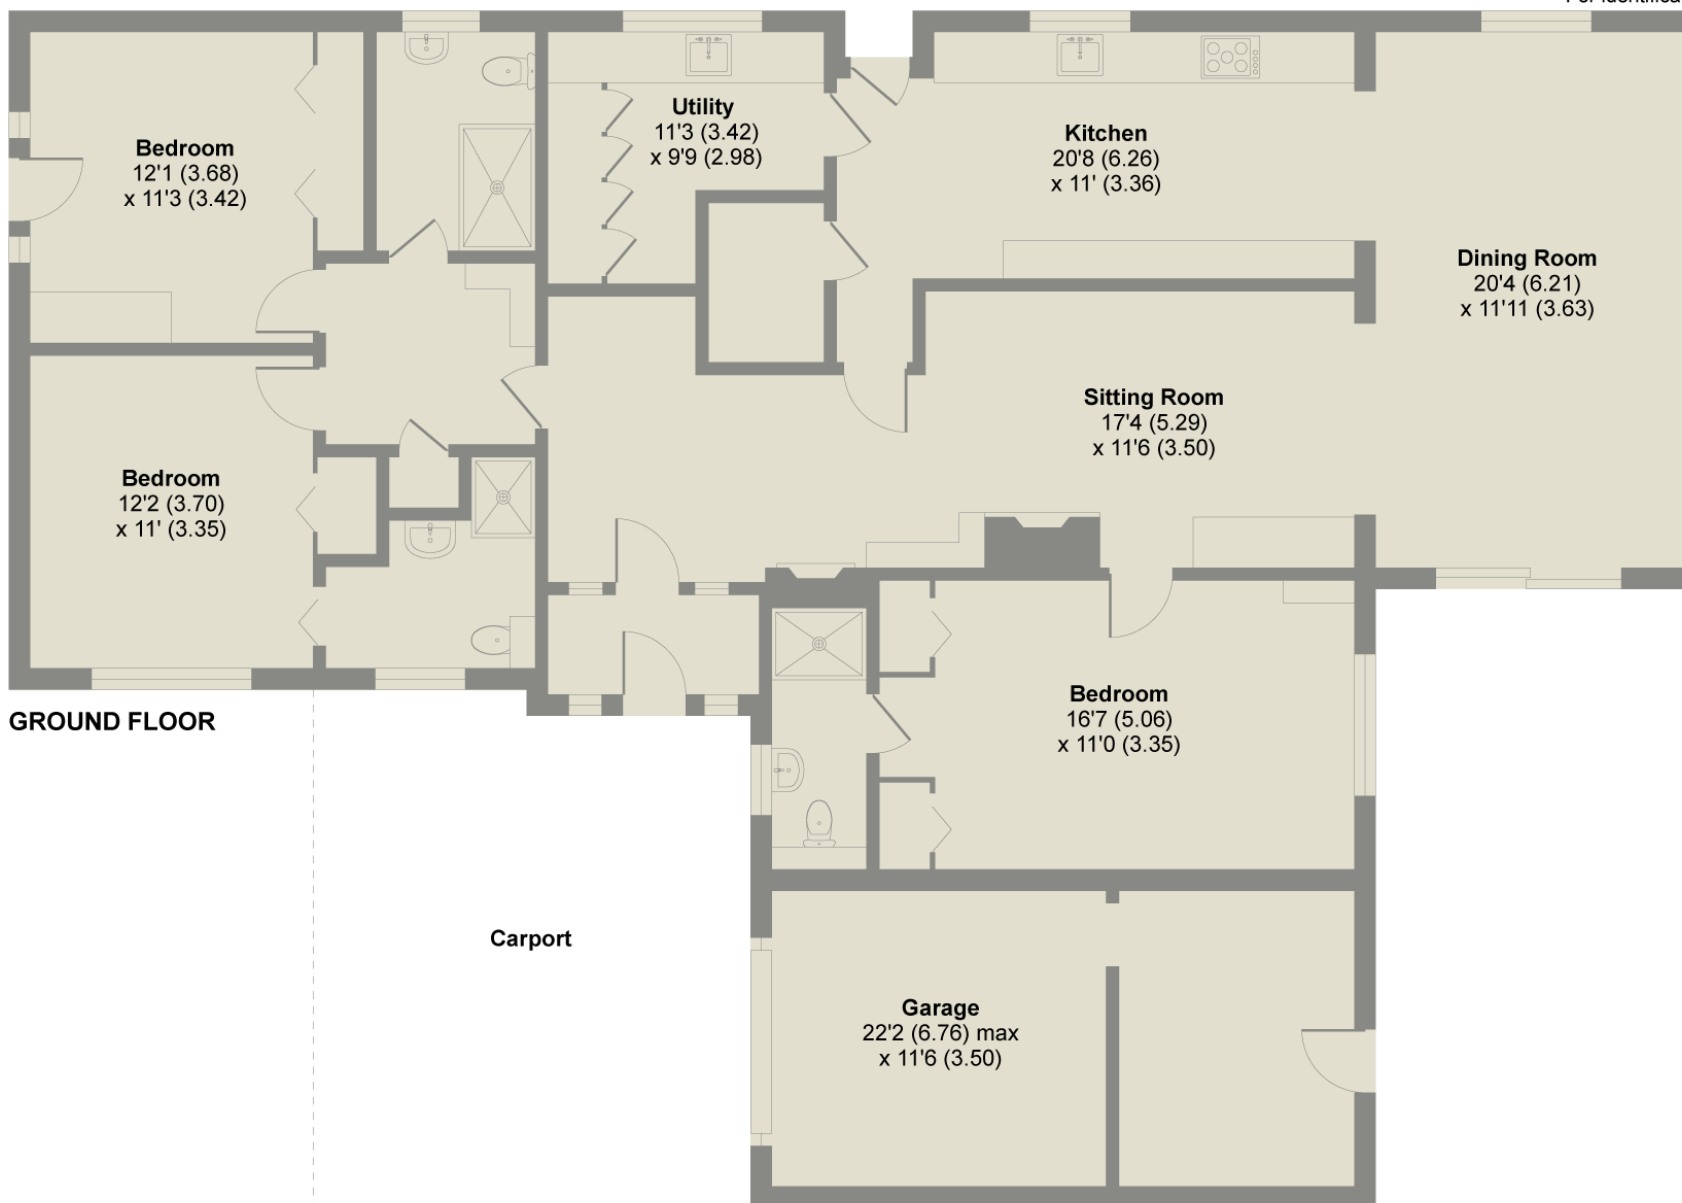 Bedroom
12'1 (3.68)
x 11'3 (3.42)
Utility
11'3 (3.42)
x 9'9 (2.98)
Kitchen
20'8 (6.26)
x 11' (3.36)
Dining Room
20'4 (6.21)
x 11'11 (3.63)
Sitting Room
17'4 (5.29)
x 11'6 (3.50)
Bedroom
12'2 (3.70)
x 11' (3.35)
Bedroom
16'7 (5.06)
x 11'0 (3.35)
GROUND FLOOR
Carport
Garage
22'2 (6.76) max
x 11'6 (3.50)